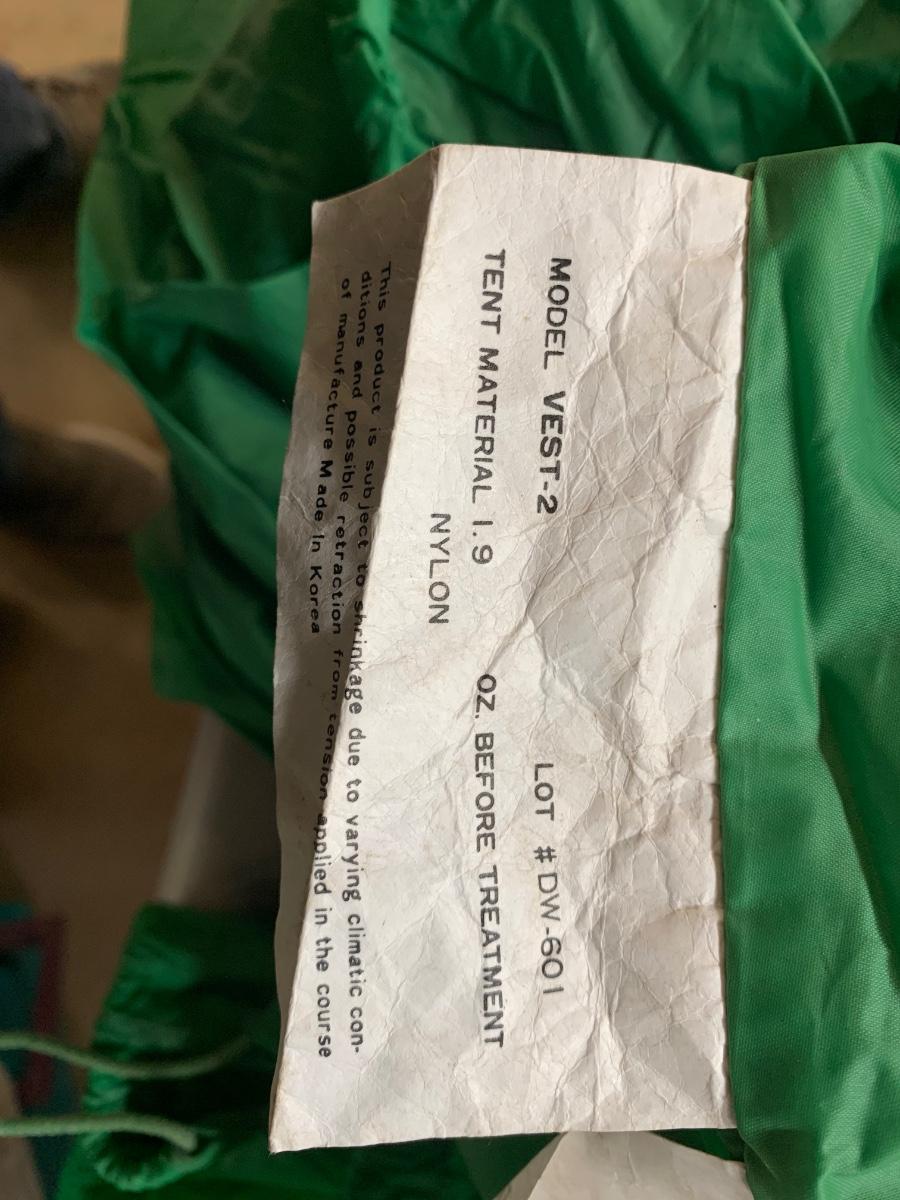 MODEL VEST-2 LOT # DW-601
TENT MATERIAL 1.9 OZ. BEFORE TREATMENT
NYLON
This product is subject to shrinkage due to varying climatic con-
ditions and possible retraction from tension applied in the course
of manufacture Made In Korea